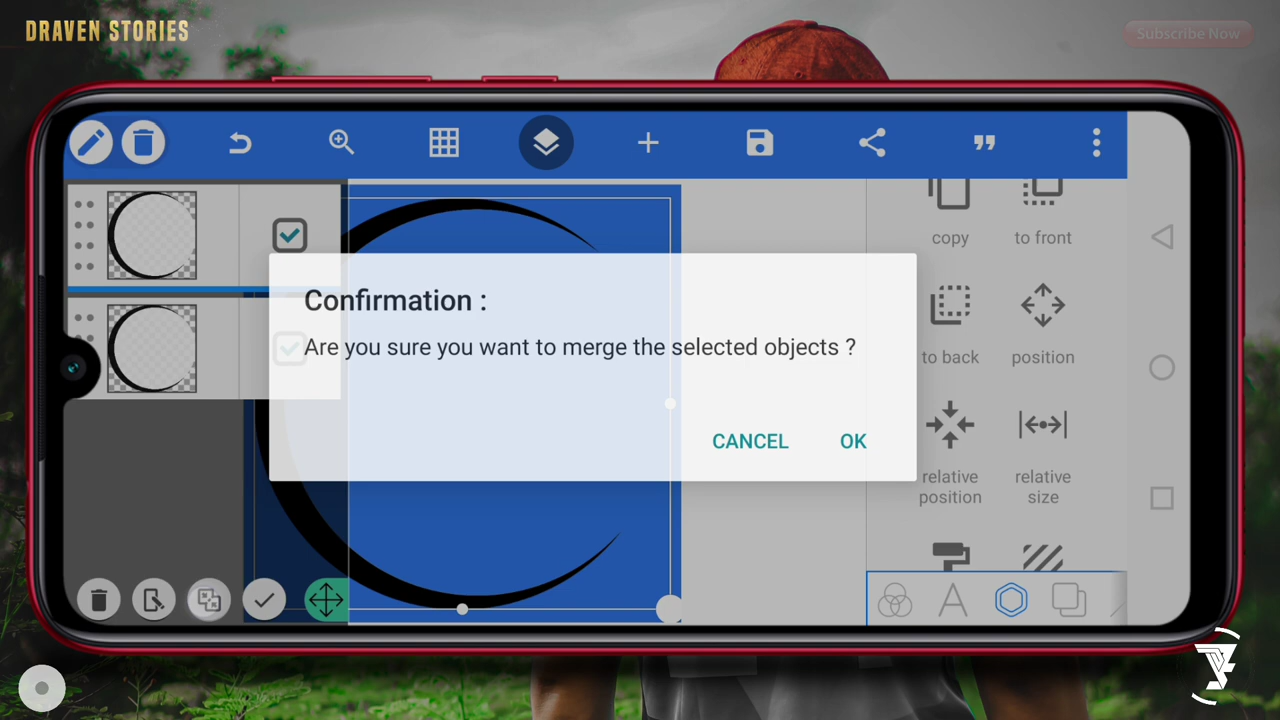 DRAVEN STORIES
Subscribe Now
copy
to front
Confirmation :
Are you sure you want to merge the selected objects ?
to back
position
CANCEL
OK
relative
position
relative
size